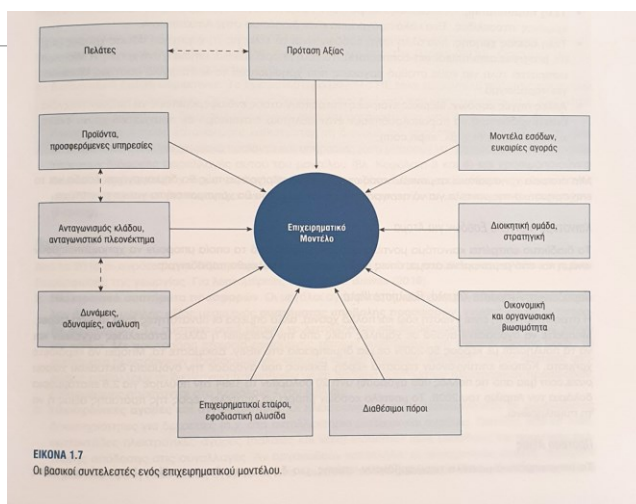 Πελάτες
Πρόταση Αξίας
Προϊόντα,
προσφερόμενες υπηρεσίες
Μοντέλα εσόδων,
ευκαιρίες αγοράς
Ανταγωνισμός κλάδου,
ανταγωνιστικό πλεονέκτημα
Επιχειρηματικό
Μοντέλο
Διοικητική ομάδα,
στρατηγική
Δυνάμεις,
αδυναμίες, ανάλυση
Οικονομική
και οργανωσιακή
βιωσιμότητα
Επιχειρηματικοί εταίροι,
εφοδιαστική αλυσίδα
Διαθέσιμοι πόροι
ΕΙΚΟΝΑ 1.7
Οι βασικοί συντελεστές ενός επιχειρηματικού μοντέλου.